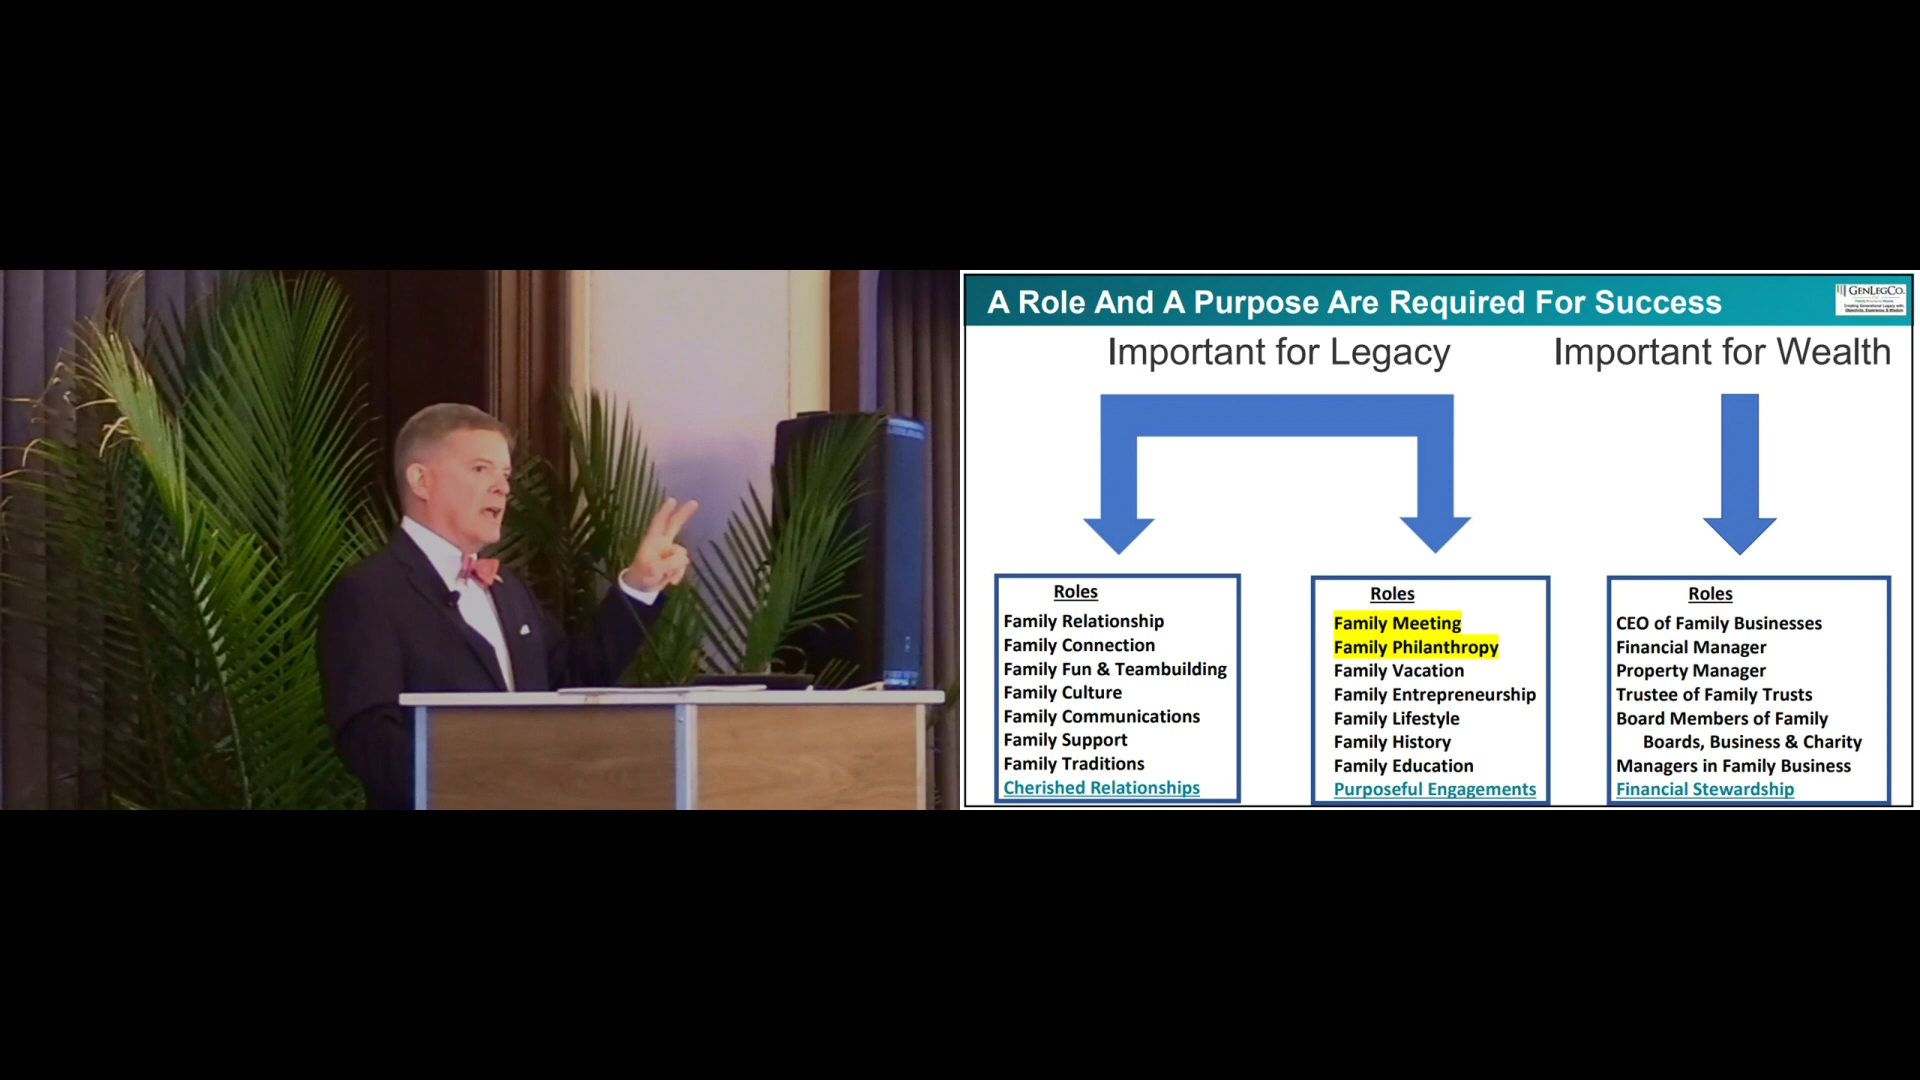 A Role And A Purpose Are Required For Success
GENLEGCO.
Important for Legacy
Important for Wealth
Roles
Family Relationship
Family Connection
Family Fun & Teambuilding
Family Culture
Family Communications
Family Support
Family Traditions
Cherished Relationships
Roles
Family Meeting
Family Philanthropy
Family Vacation
Family Entrepreneurship
Family Lifestyle
Family History
Family Education
Purposeful Engagements
Roles
CEO of Family Businesses
Financial Manager
Property Manager
Trustee of Family Trusts
Board Members of Family
Boards, Business & Charity
Managers in Family Business
Financial Stewardship